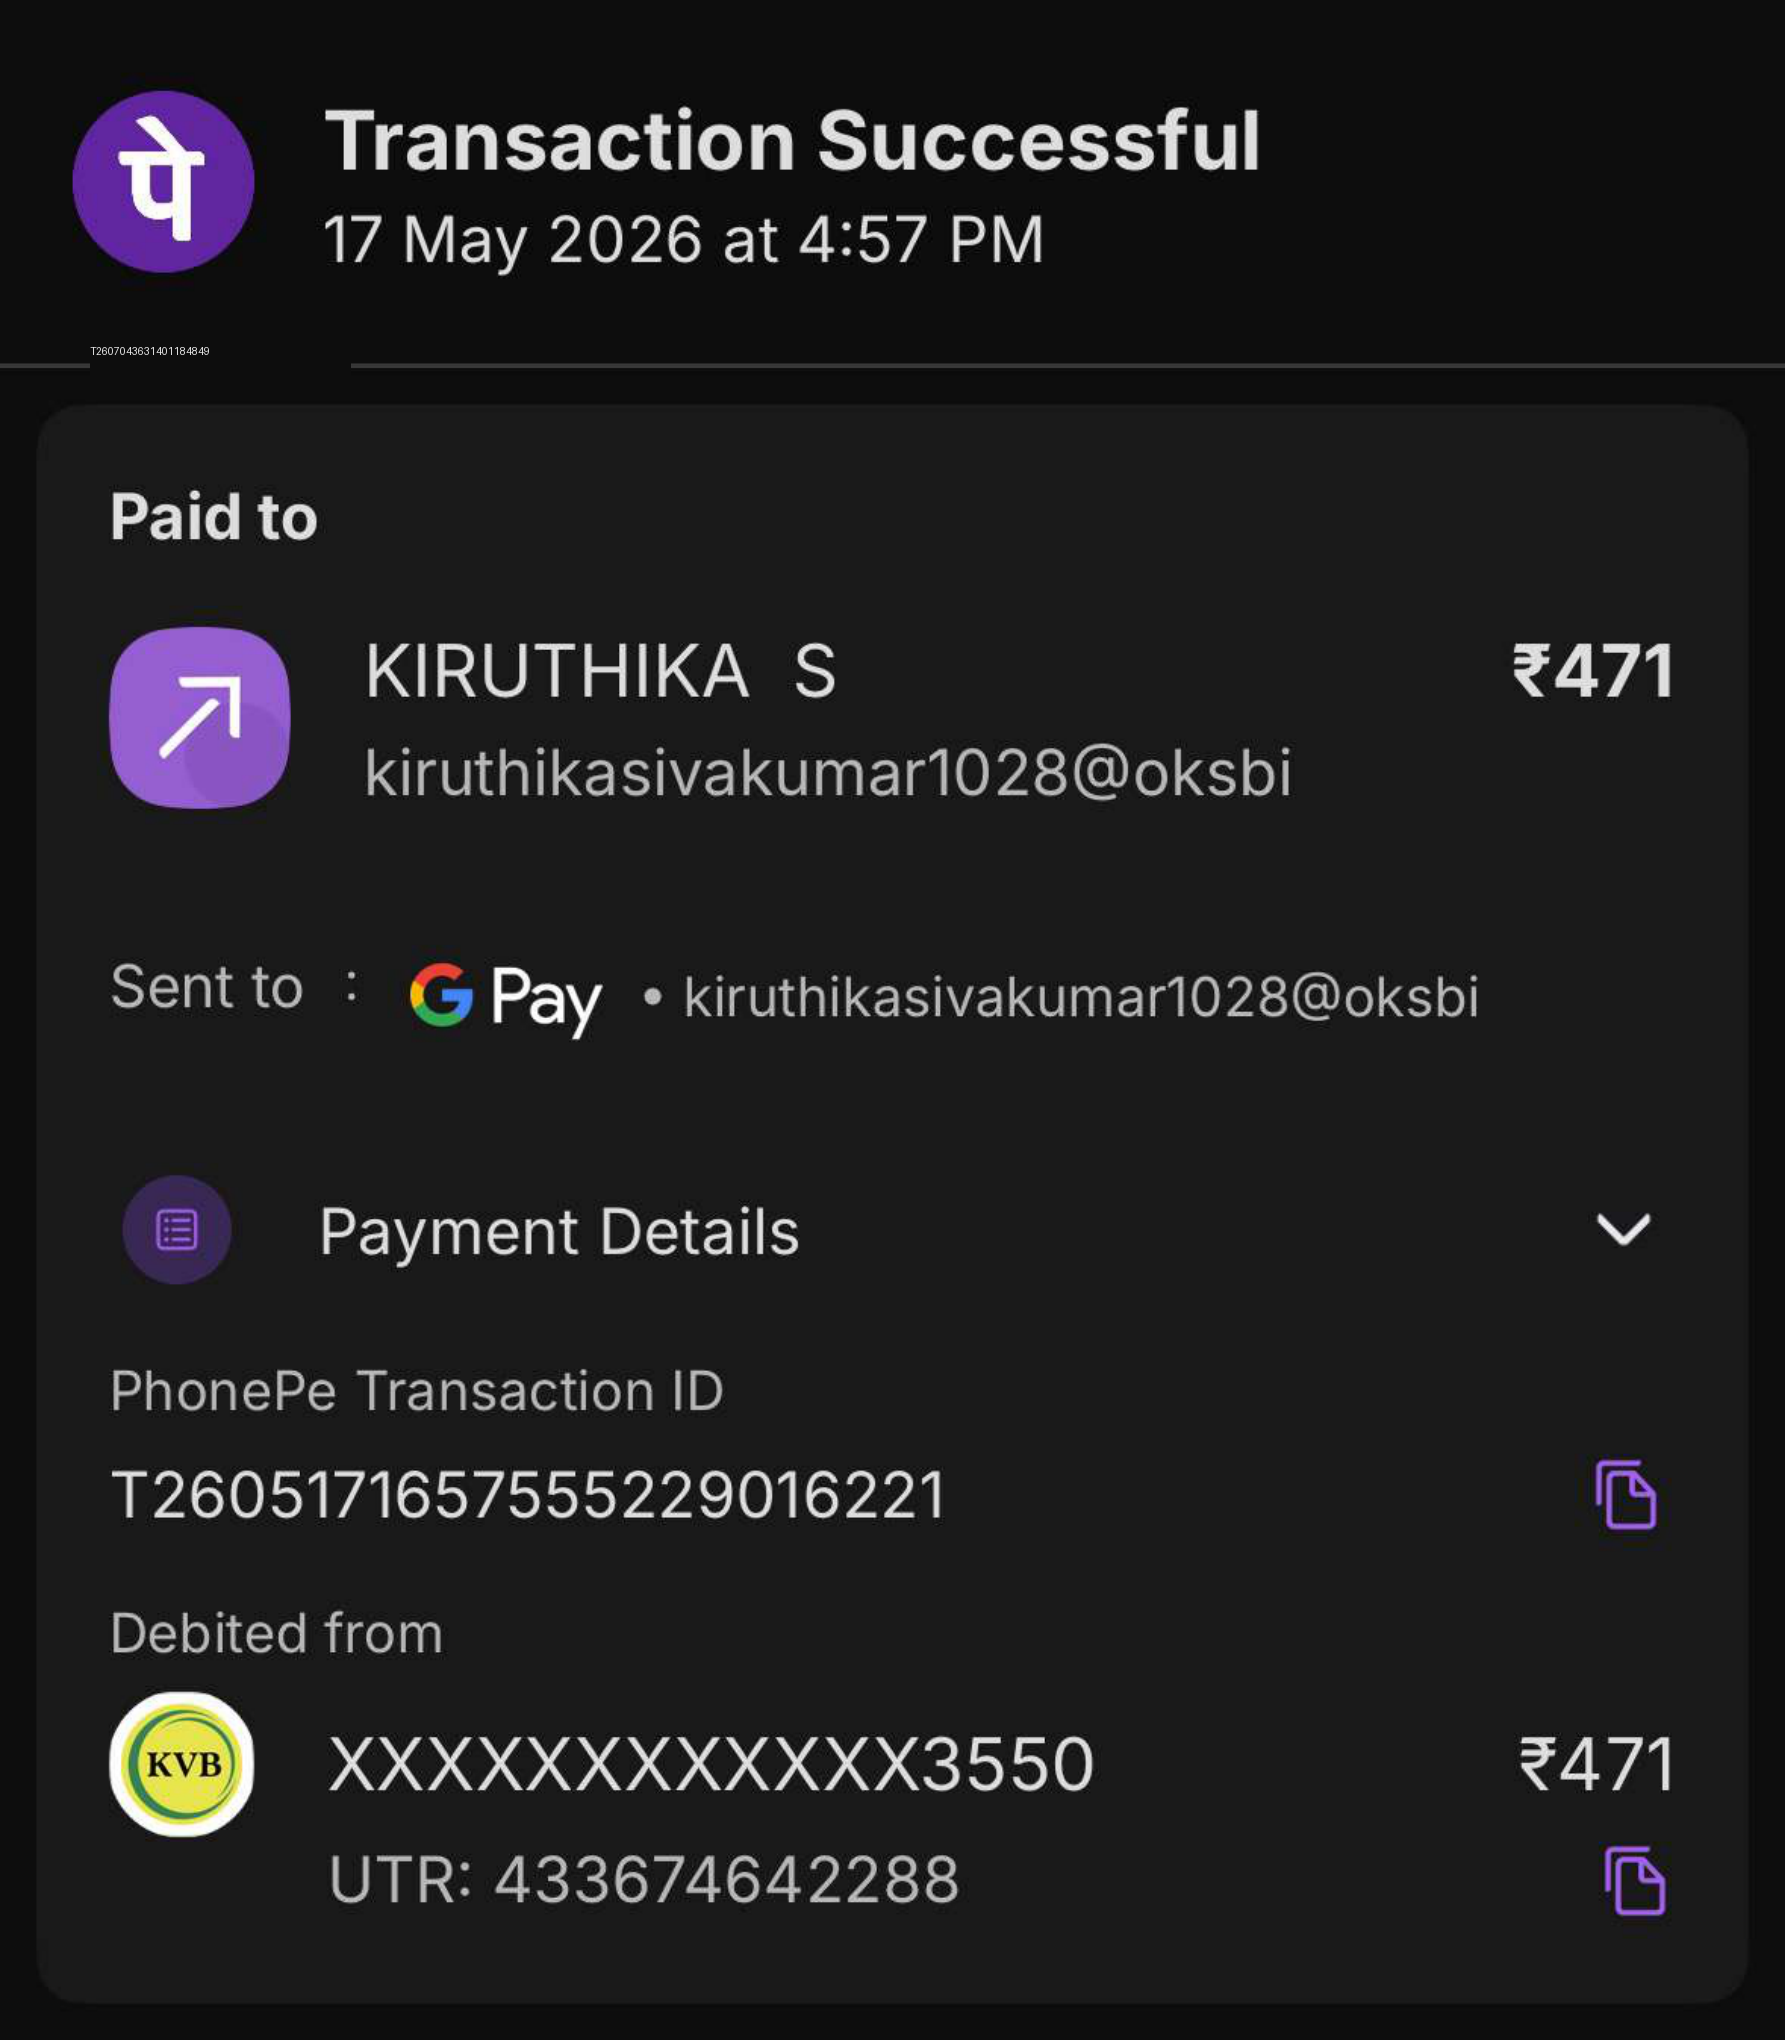 पे
Transaction Successful
17 May 2026 at 4:57 PM
T2607043631401184849
Paid to
KIRUTHIKA S ₹471
kiruthikasivakumar1028@oksbi
Sent to : G Pay • kiruthikasivakumar1028@oksbi
Payment Details
PhonePe Transaction ID
T2605171657555229016221
Debited from
KVB XXXXXXXXXXXX3550 ₹471
UTR: 433674642288